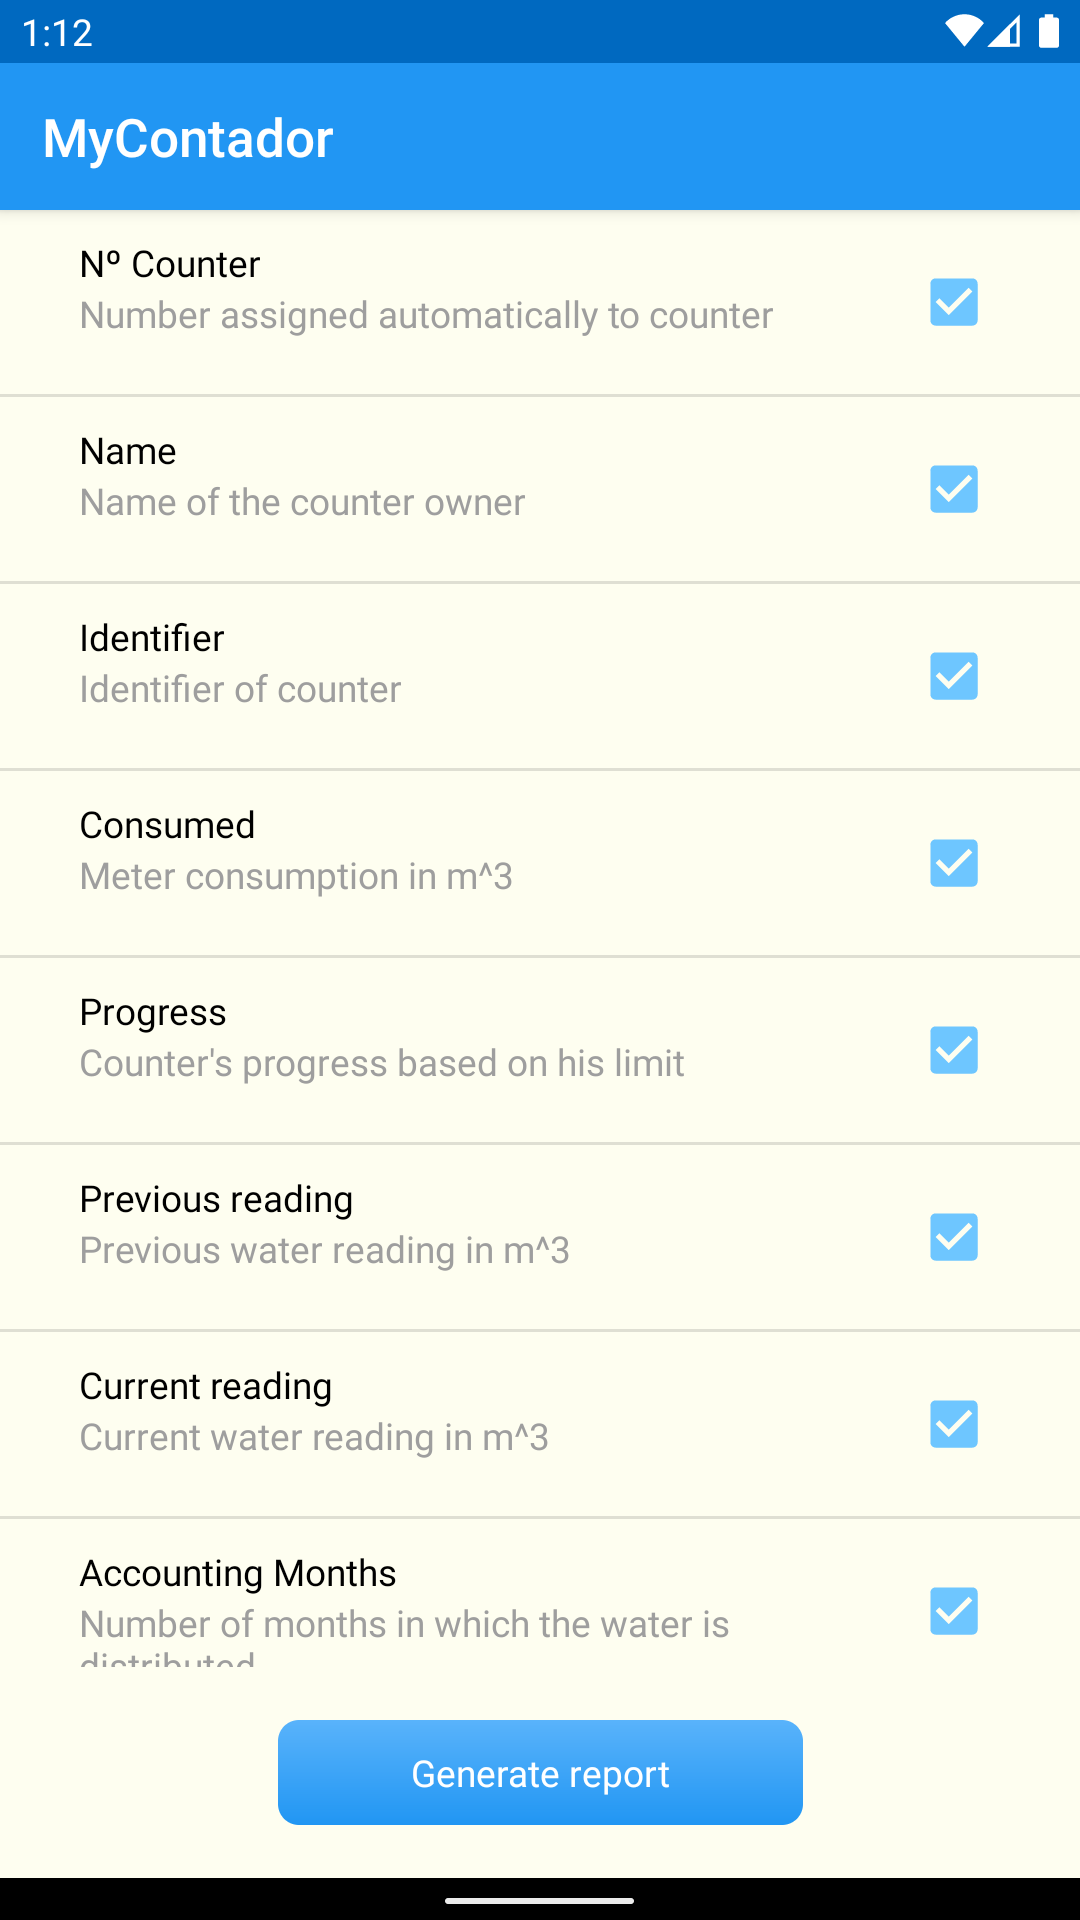 1:12
MyContador
Nº Counter
Number assigned automatically to counter
Name
Name of the counter owner
Identifier
Identifier of counter
Consumed
Meter consumption in m^3
Progress
Counter's progress based on his limit
Previous reading
Previous water reading in m^3
Current reading
Current water reading in m^3
Accounting Months
Number of months in which the water is
distributed
Generate report